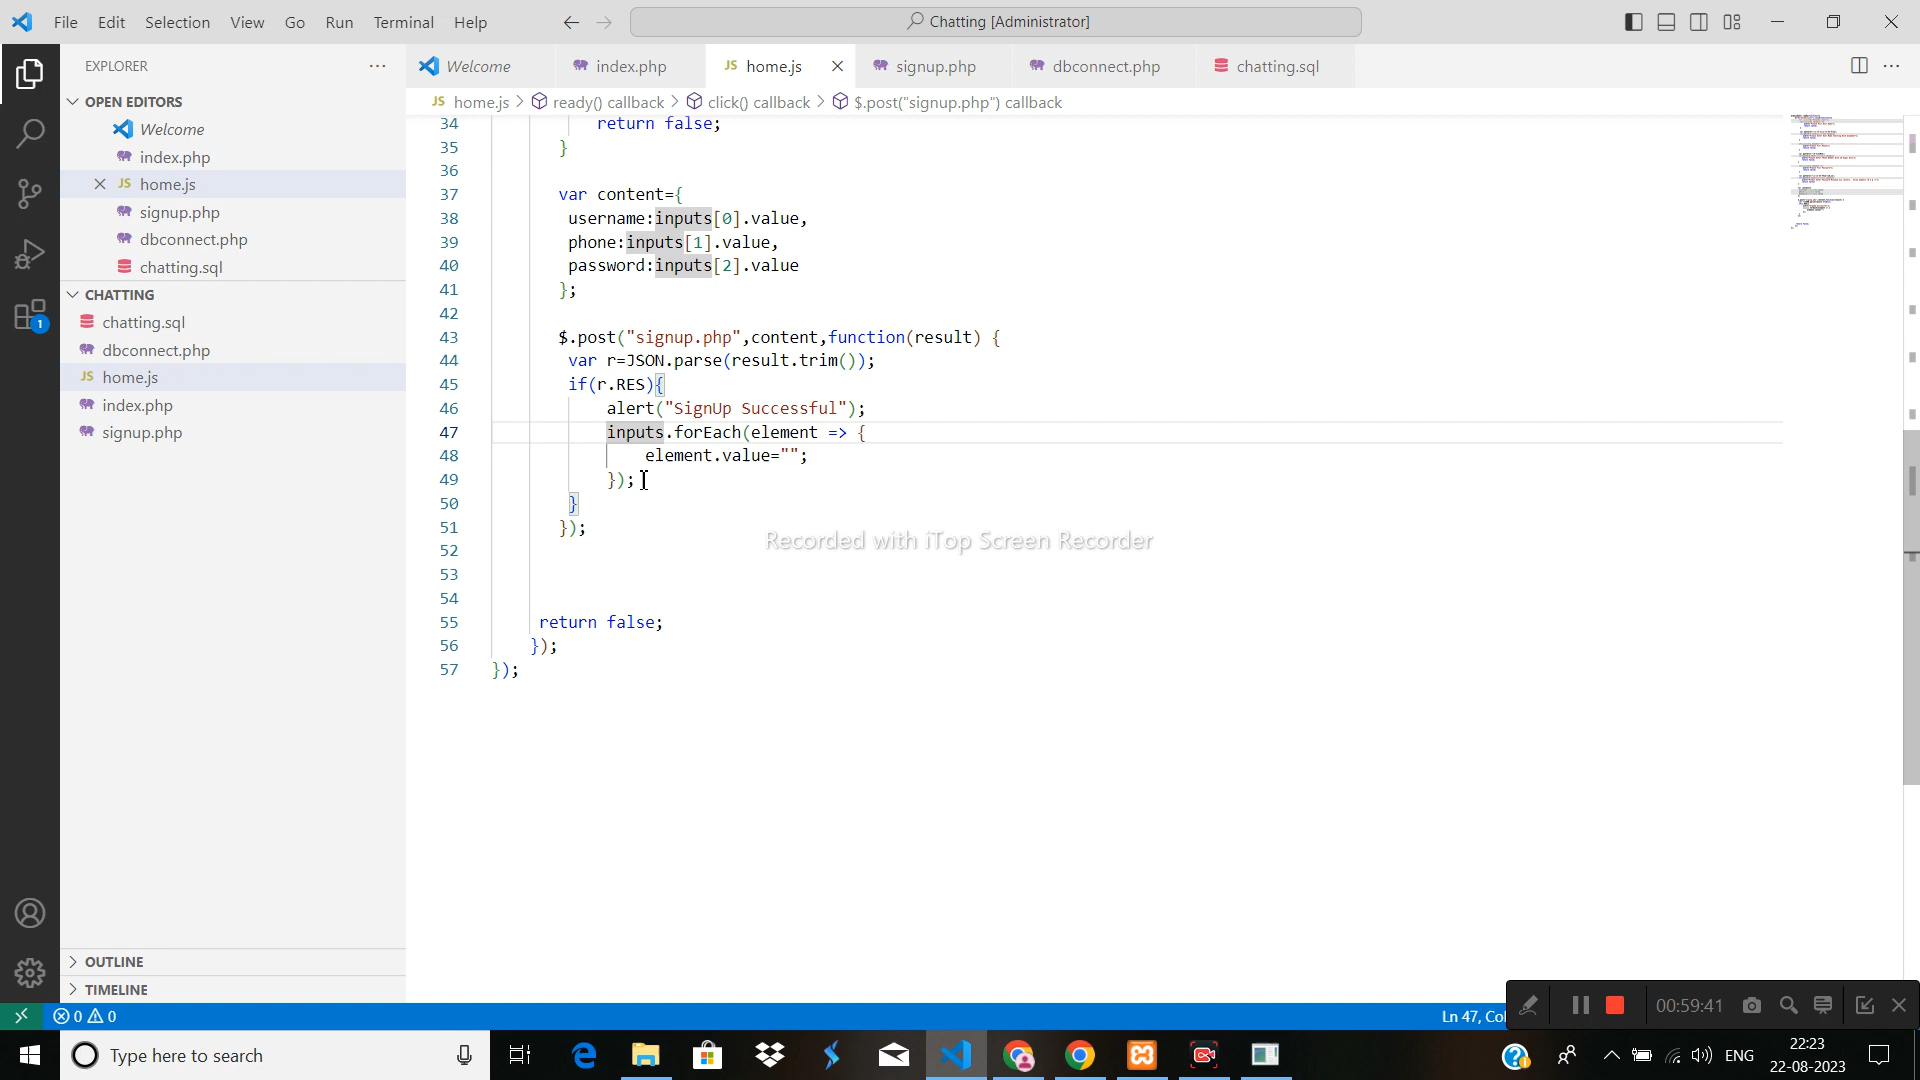 File Edit Selection View Go Run Terminal Help
Chatting [Administrator]
EXPLORER
OPEN EDITORS
Welcome
index.php
JS home.js
signup.php
dbconnect.php
chatting.sql
CHATTING
chatting.sql
dbconnect.php
JS home.js
index.php
signup.php
OUTLINE
TIMELINE
Welcome index.php JS home.js signup.php dbconnect.php chatting.sql
JS home.js > ready() callback > click() callback > $.post("signup.php") callback
34 return false;
35 }
36
37 var content={
38 username:inputs[0].value,
39 phone:inputs[1].value,
40 password:inputs[2].value
41 };
42
43 $.post("signup.php",content,function(result) {
44 var r=JSON.parse(result.trim());
45 if(r.RES){
46 alert("SignUp Successful");
47 inputs.forEach(element => {
48 element.value="";
49 });
50 }
51 });
52
53
54
55 return false;
56 });
57 });
Recorded with iTop Screen Recorder
00:59:41
0 0
Ln 47, Co
1
Type here to search
ENG
22:23
22-08-2023